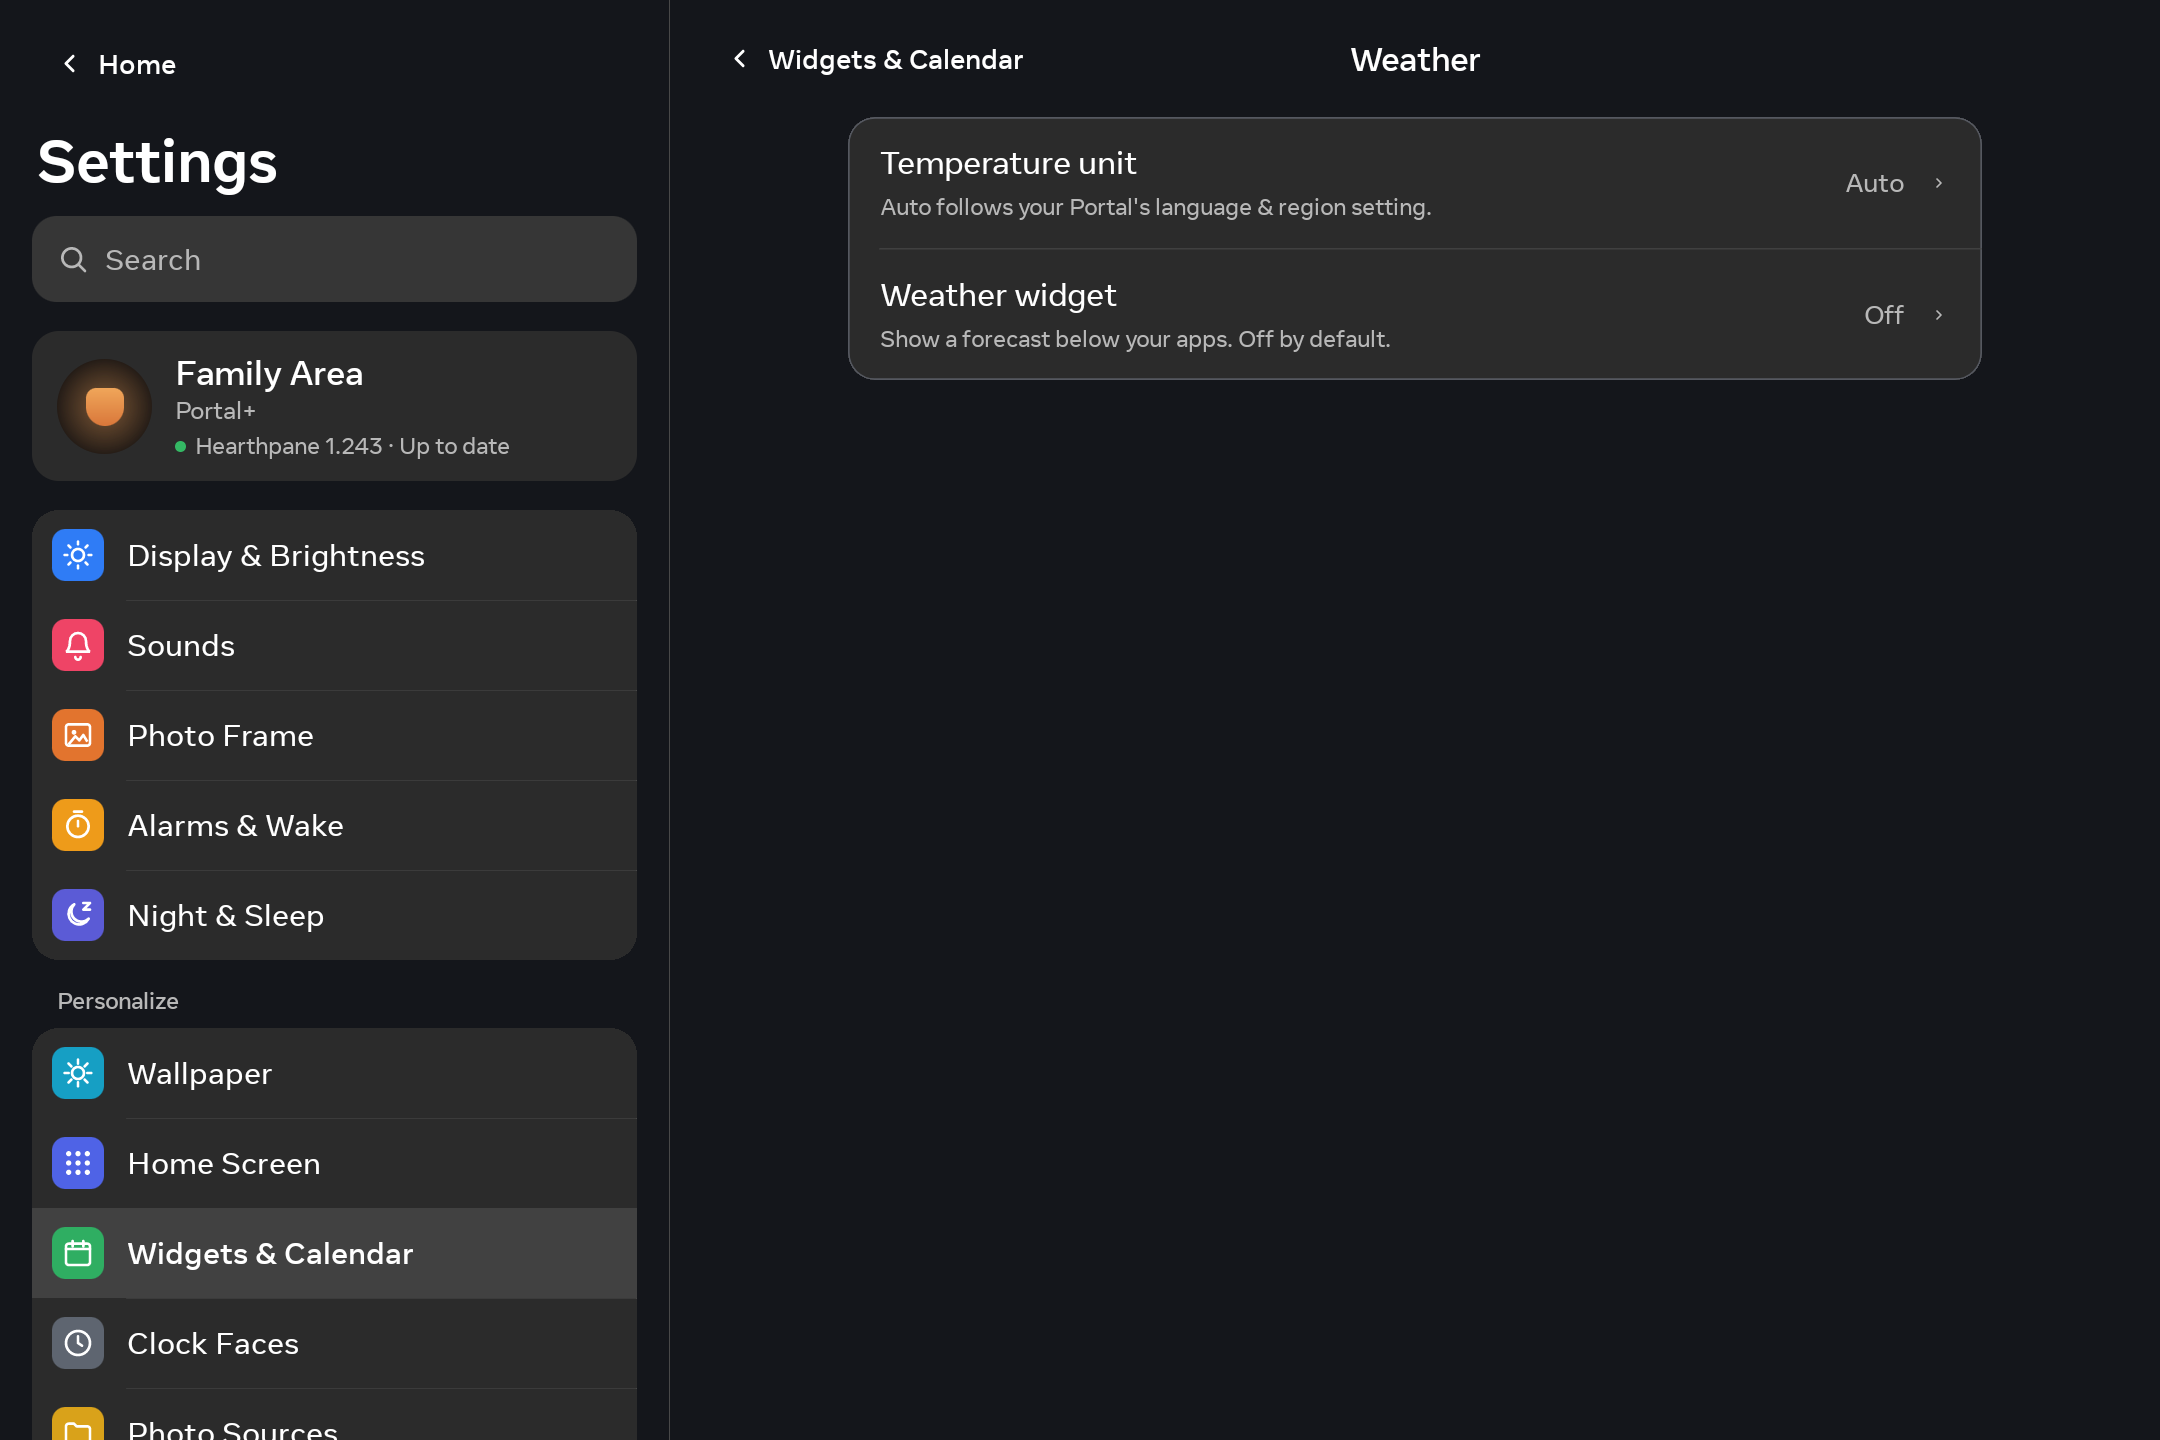 Home
Settings
Search
Family Area
Portal+
Hearthpane 1.243 · Up to date
Display & Brightness
Sounds
Photo Frame
Alarms & Wake
Night & Sleep
Personalize
Wallpaper
Home Screen
Widgets & Calendar
Clock Faces
Photo Sources
Widgets & Calendar
Weather
Temperature unit
Auto follows your Portal's language & region setting.
Auto
Weather widget
Show a forecast below your apps. Off by default.
Off